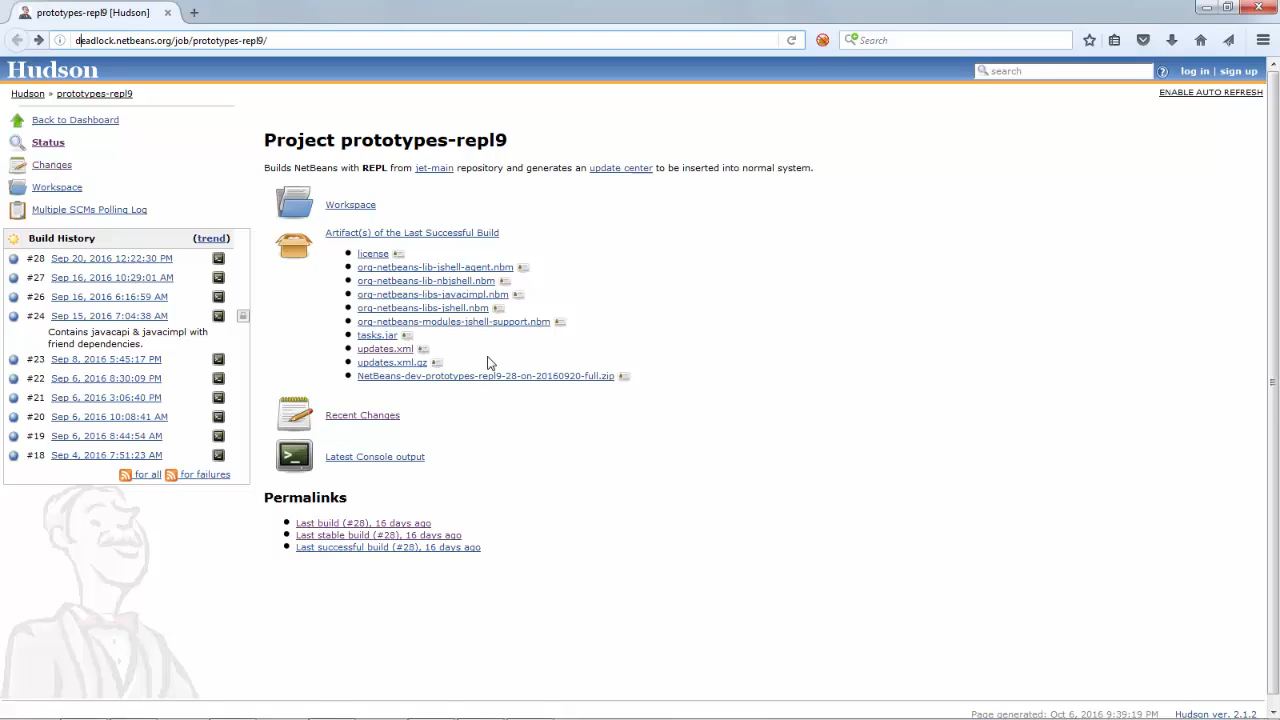 prototypes-repl9 [Hudson]
deadlock.netbeans.org/job/prototypes-repl9/
Search
Hudson
search
log in | sign up
Hudson » prototypes-repl9
ENABLE AUTO REFRESH
Back to Dashboard
Status
Changes
Workspace
Multiple SCMs Polling Log
Build History (trend)
#28 Sep 20, 2016 12:22:30 PM
#27 Sep 16, 2016 10:29:01 AM
#26 Sep 16, 2016 6:16:59 AM
#24 Sep 15, 2016 7:04:38 AM
Contains javacapi & javacimpl with
friend dependencies.
#23 Sep 8, 2016 5:45:17 PM
#22 Sep 6, 2016 8:30:09 PM
#21 Sep 6, 2016 3:06:40 PM
#20 Sep 6, 2016 10:08:41 AM
#19 Sep 6, 2016 8:44:54 AM
#18 Sep 4, 2016 7:51:23 AM
for all for failures
Project prototypes-repl9
Builds NetBeans with REPL from jet-main repository and generates an update center to be inserted into normal system.
Workspace
Artifact(s) of the Last Successful Build
license
org-netbeans-lib-jshell-agent.nbm
org-netbeans-lib-nbjshell.nbm
org-netbeans-libs-javacimpl.nbm
org-netbeans-libs-jshell.nbm
org-netbeans-modules-jshell-support.nbm
tasks.jar
updates.xml
updates.xml.gz
NetBeans-dev-prototypes-repl9-28-on-20160920-full.zip
Recent Changes
Latest Console output
Permalinks
Last build (#28), 16 days ago
Last stable build (#28), 16 days ago
Last successful build (#28), 16 days ago
Page generated: Oct 6, 2016 9:39:19 PM Hudson ver. 2.1.2